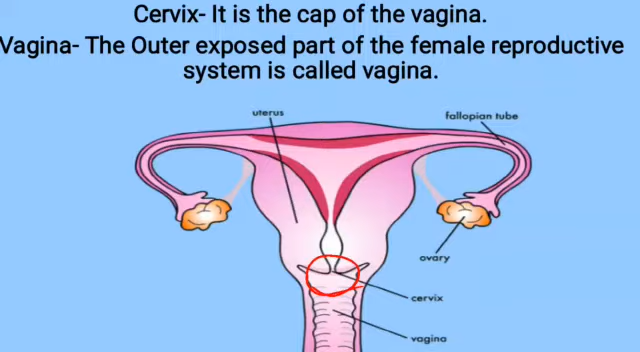 Cervix- It is the cap of the vagina.
Vagina- The Outer exposed part of the female reproductive
system is called vagina.
uterus
fallopian tube
ovary
cervix
vagina